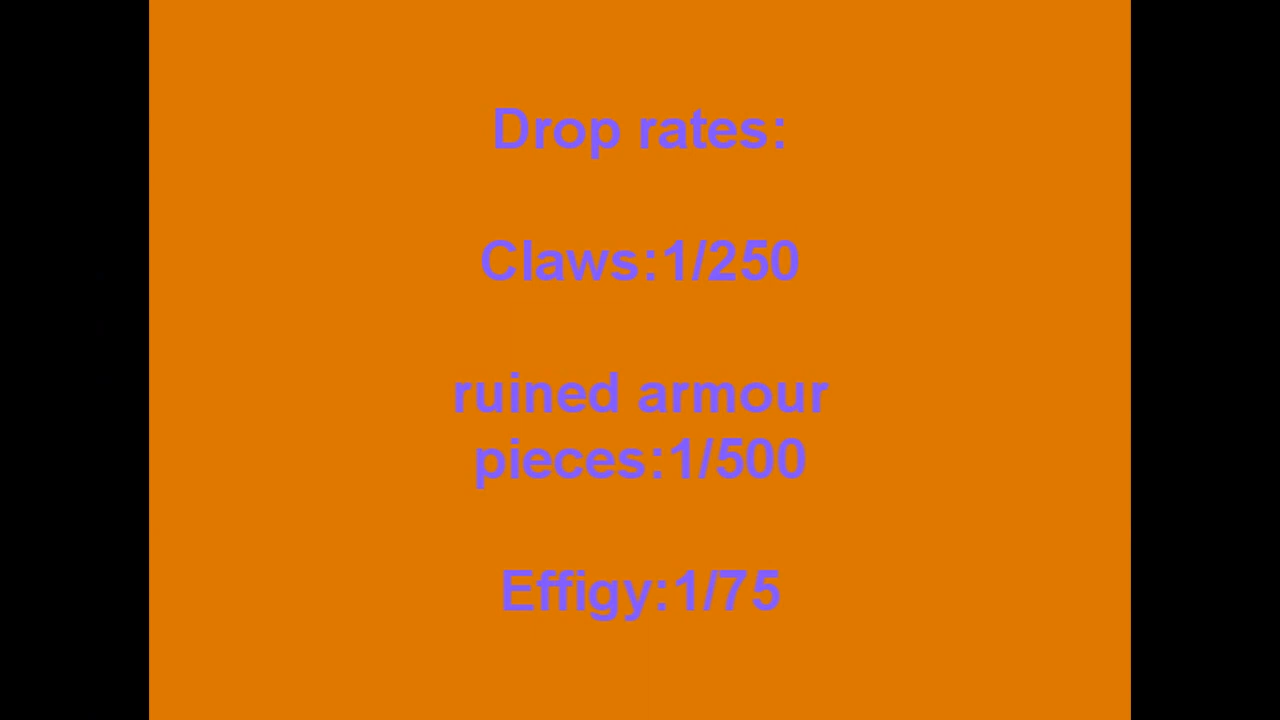 Drop rates:
Claws:1/250
ruined armour
pieces:1/500
Effigy:1/75